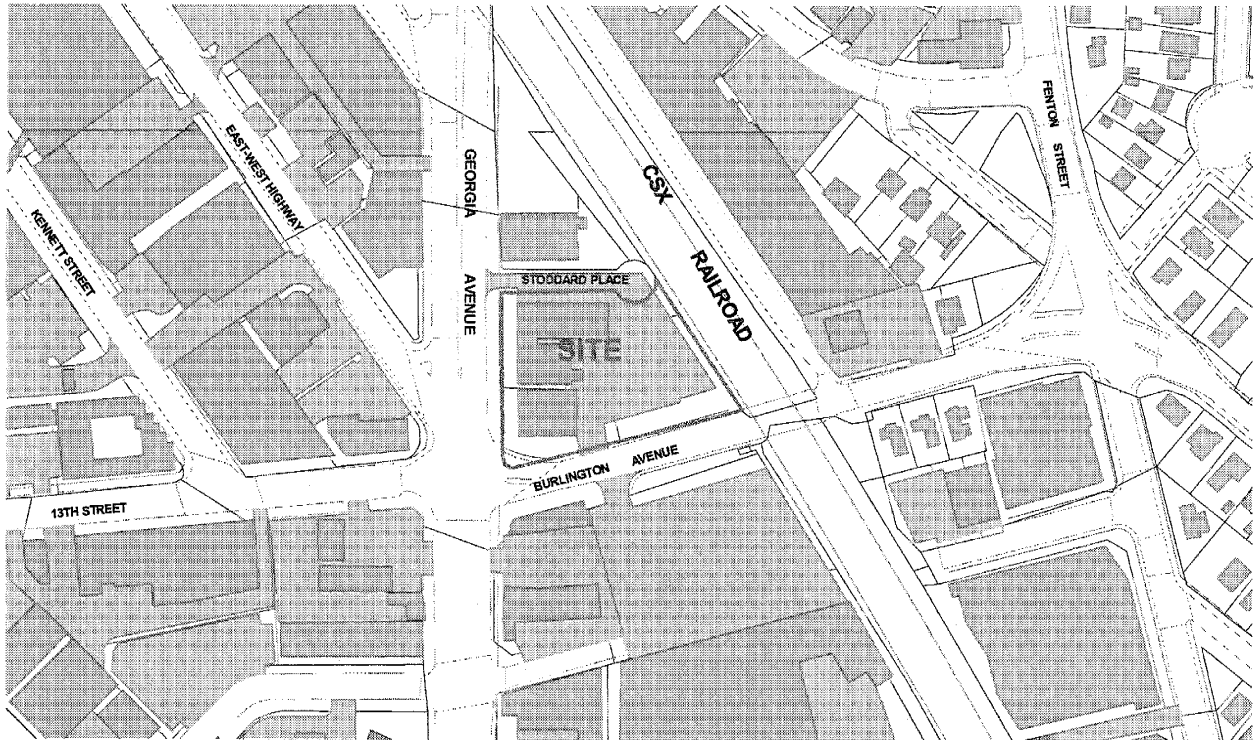 FENTON
STREET
GEORGIA
AVENUE
EAST-WEST HIGHWAY
KENNETT STREET
CSX
RAILROAD
STODDARD PLACE
SITE
BURLINGTON AVENUE
13TH STREET